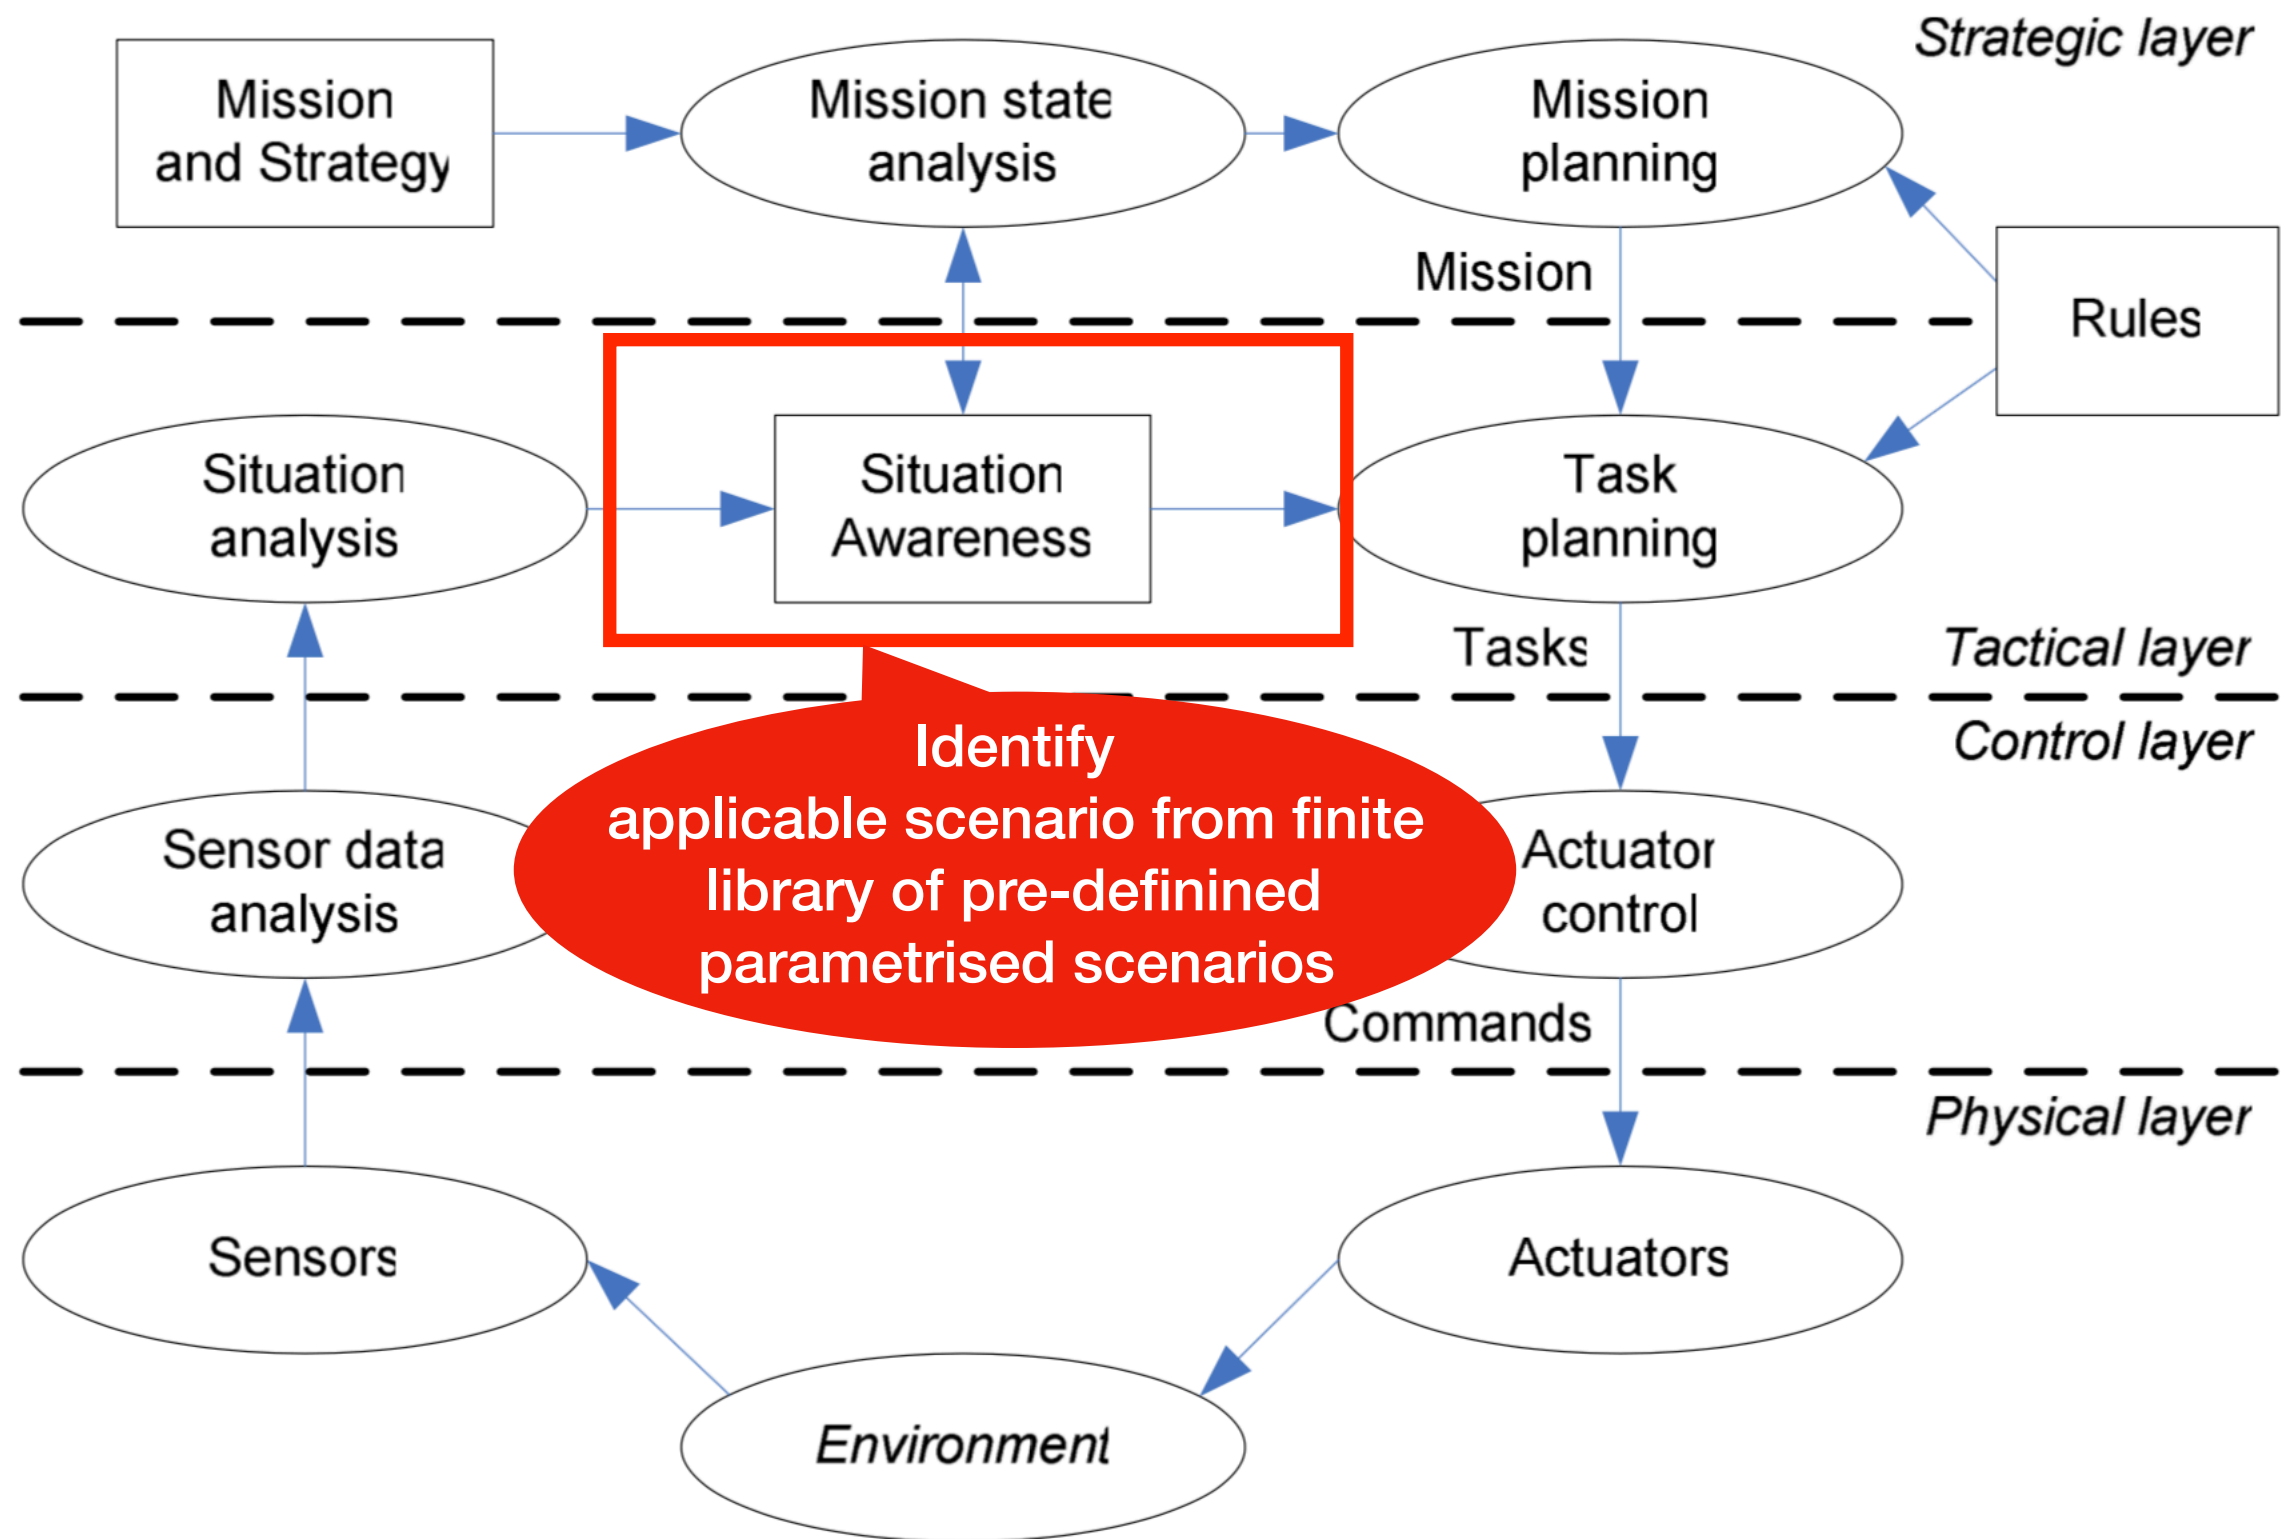 Strategic layer
Mission
and Strategy
Mission state
analysis
Mission
planning
Mission
Rules
Situation
analysis
Situation
Awareness
Task
planning
Tasks
Tactical layer
Control layer
Identify
applicable scenario from finite
library of pre-definined
parametrised scenarios
Sensor data
analysis
Actuator
control
Commands
Physical layer
Sensors
Actuators
Environment